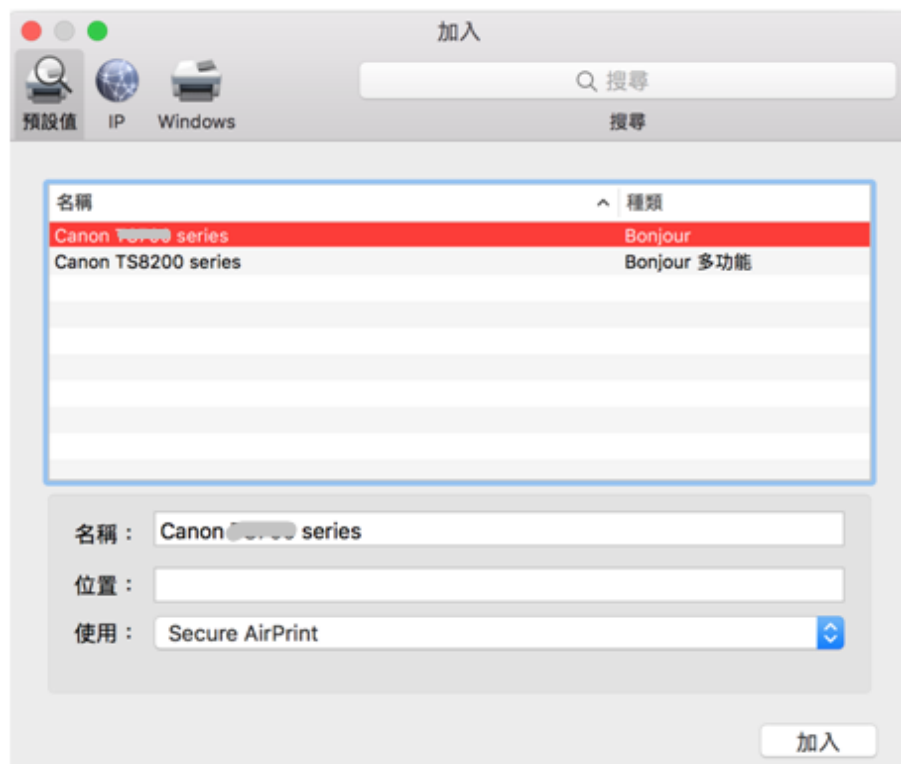 加入
搜尋
預設值 IP Windows 搜尋
名稱 種類
Canon series Bonjour
Canon TS8200 series Bonjour 多功能
名稱： Canon series
位置：
使用： Secure AirPrint
加入